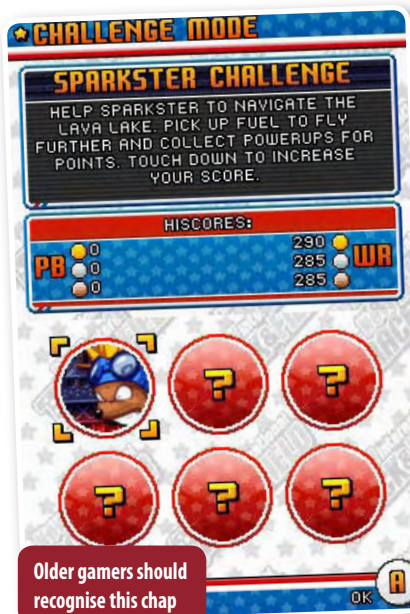 CHALLENGE MODE
SPARKSTER CHALLENGE
HELP SPARKSTER TO NAVIGATE THE
LAVA LAKE. PICK UP FUEL TO FLY
FURTHER AND COLLECT POWERUPS FOR
POINTS. TOUCH DOWN TO INCREASE
YOUR SCORE.
HISCORES:
PB 0 290 WR
0 285
0 285
?
?
?
?
?
Older gamers should
recognise this chap
OK A